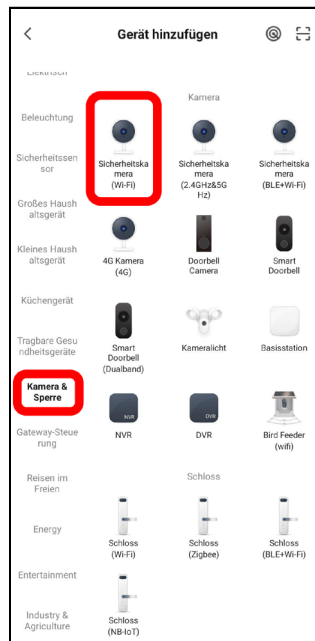 Gerät hinzufügen
Elektrisch
Beleuchtung
Sicherheitssen
sor
Großes Haush
altsgerät
Kleines Haush
altsgerät
Küchengerät
Tragbare Gesu
ndheitsgeräte
Kamera &
Sperre
Gateway-Steue
rung
Reisen im
Freien
Energy
Entertainment
Industry &
Agriculture
Kamera
Sicherheitska
mera
(Wi-Fi)
Sicherheitska
mera
(2.4GHz&5G
Hz)
Sicherheitska
mera
(BLE+Wi-Fi)
4G Kamera
(4G)
Doorbell
Camera
Smart
Doorbell
Smart
Doorbell
(Dualband)
Kameralicht
Basisstation
NVR
NVR
DVR
DVR
Bird Feeder
(wifi)
Schloss
Schloss
(Wi-Fi)
Schloss
(Zigbee)
Schloss
(BLE+Wi-Fi)
Schloss
(NB-IoT)